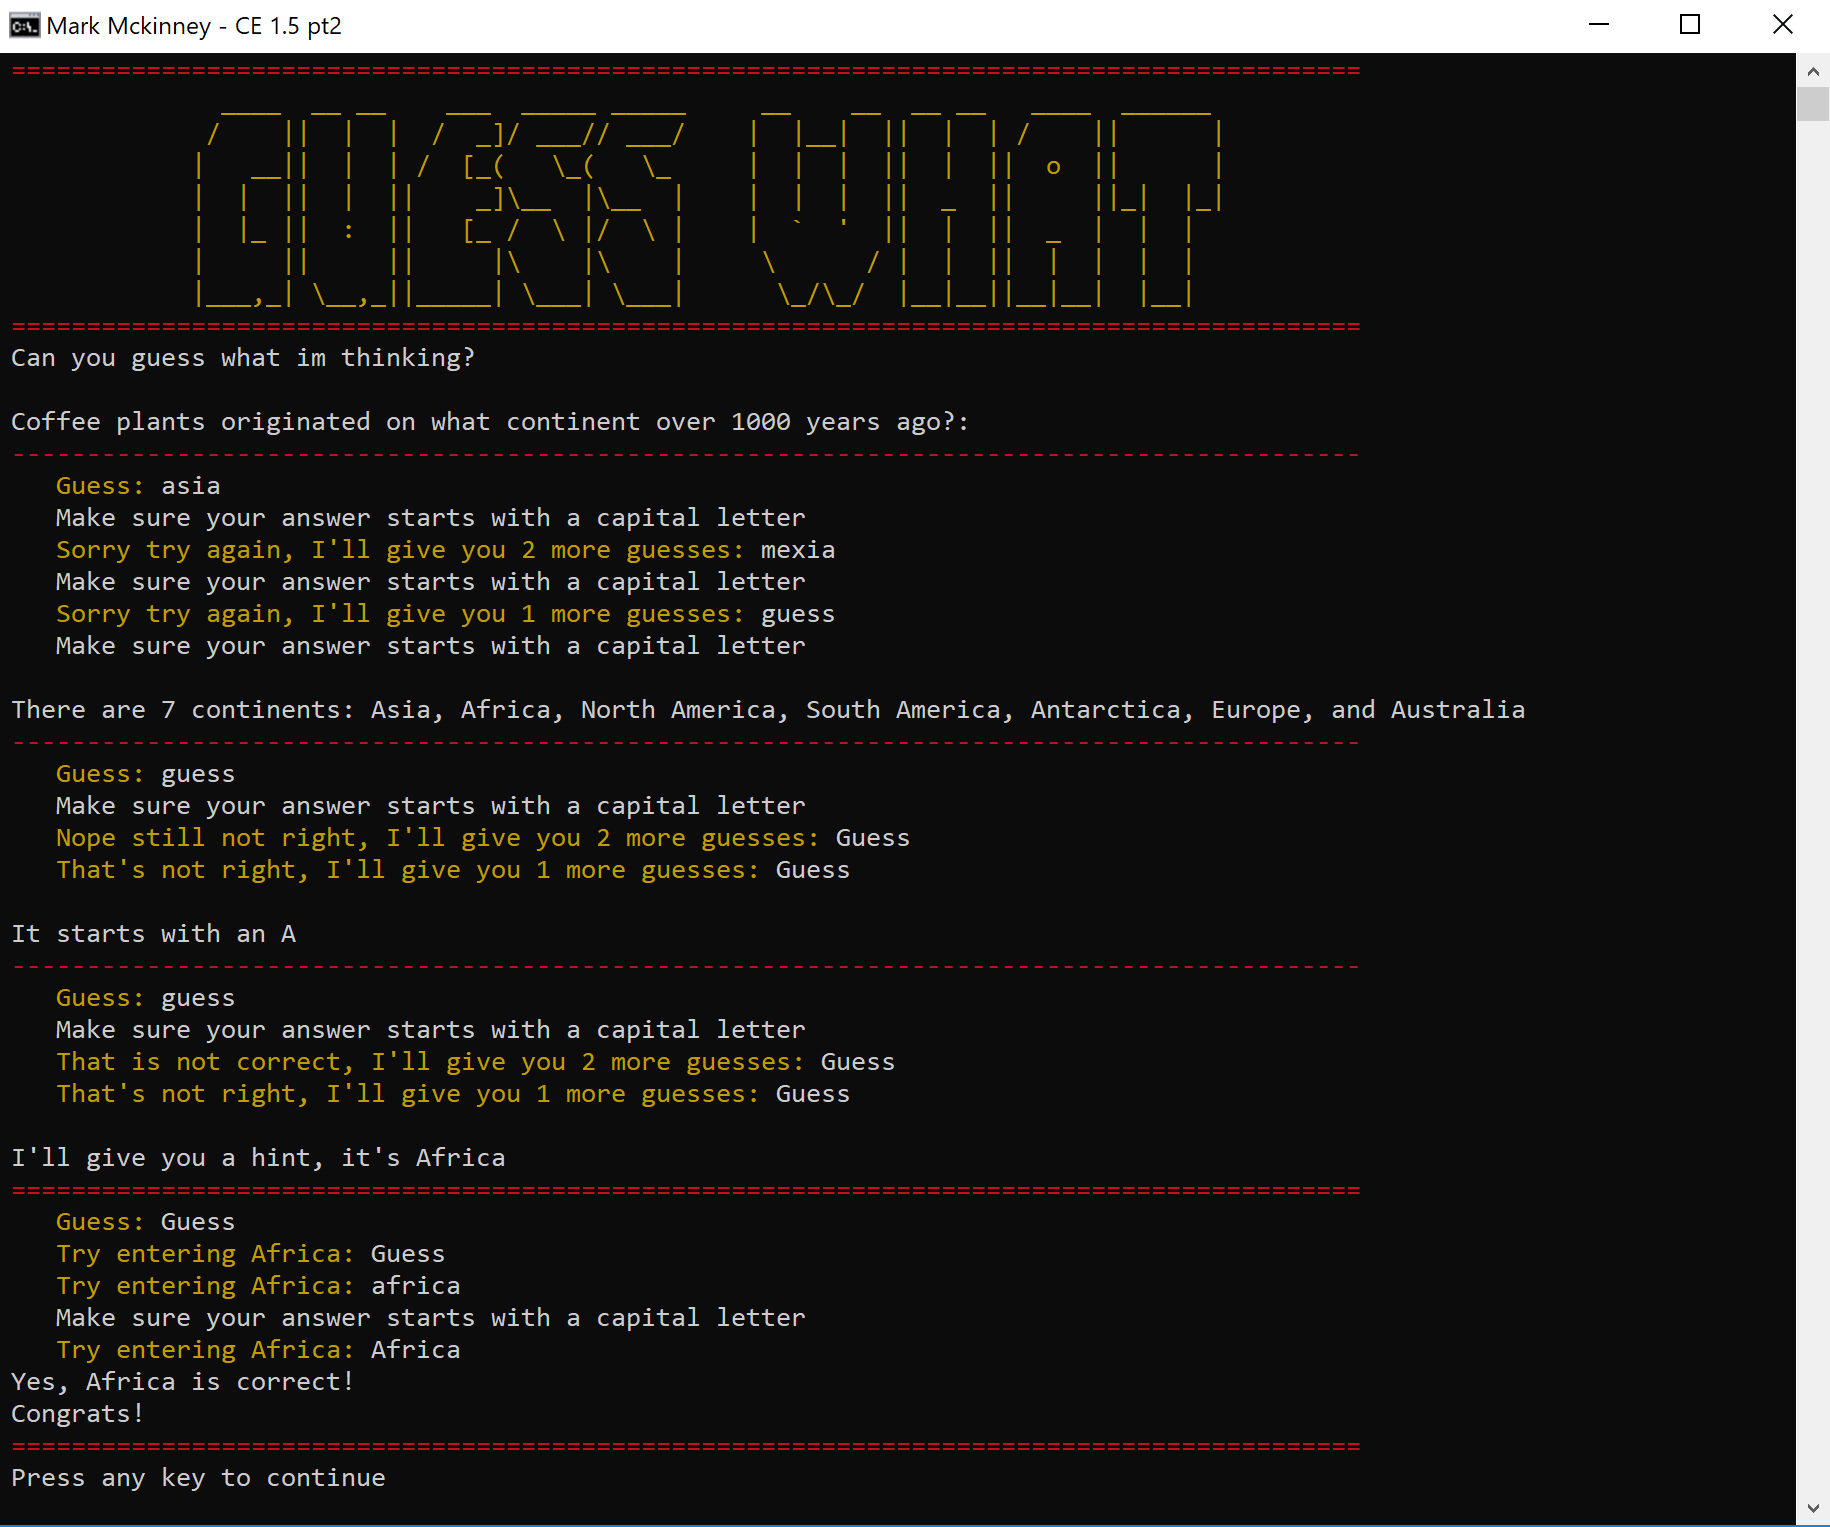 Mark Mckinney - CE 1.5 pt2
==========================================================================================
GUESS WHAT
==========================================================================================
Can you guess what im thinking?
Coffee plants originated on what continent over 1000 years ago?:
------------------------------------------------------------------------------------------
Guess: asia
Make sure your answer starts with a capital letter
Sorry try again, I'll give you 2 more guesses: mexia
Make sure your answer starts with a capital letter
Sorry try again, I'll give you 1 more guesses: guess
Make sure your answer starts with a capital letter
There are 7 continents: Asia, Africa, North America, South America, Antarctica, Europe, and Australia
------------------------------------------------------------------------------------------
Guess: guess
Make sure your answer starts with a capital letter
Nope still not right, I'll give you 2 more guesses: Guess
That's not right, I'll give you 1 more guesses: Guess
It starts with an A
------------------------------------------------------------------------------------------
Guess: guess
Make sure your answer starts with a capital letter
That is not correct, I'll give you 2 more guesses: Guess
That's not right, I'll give you 1 more guesses: Guess
I'll give you a hint, it's Africa
==========================================================================================
Guess: Guess
Try entering Africa: Guess
Try entering Africa: africa
Make sure your answer starts with a capital letter
Try entering Africa: Africa
Yes, Africa is correct!
Congrats!
==========================================================================================
Press any key to continue